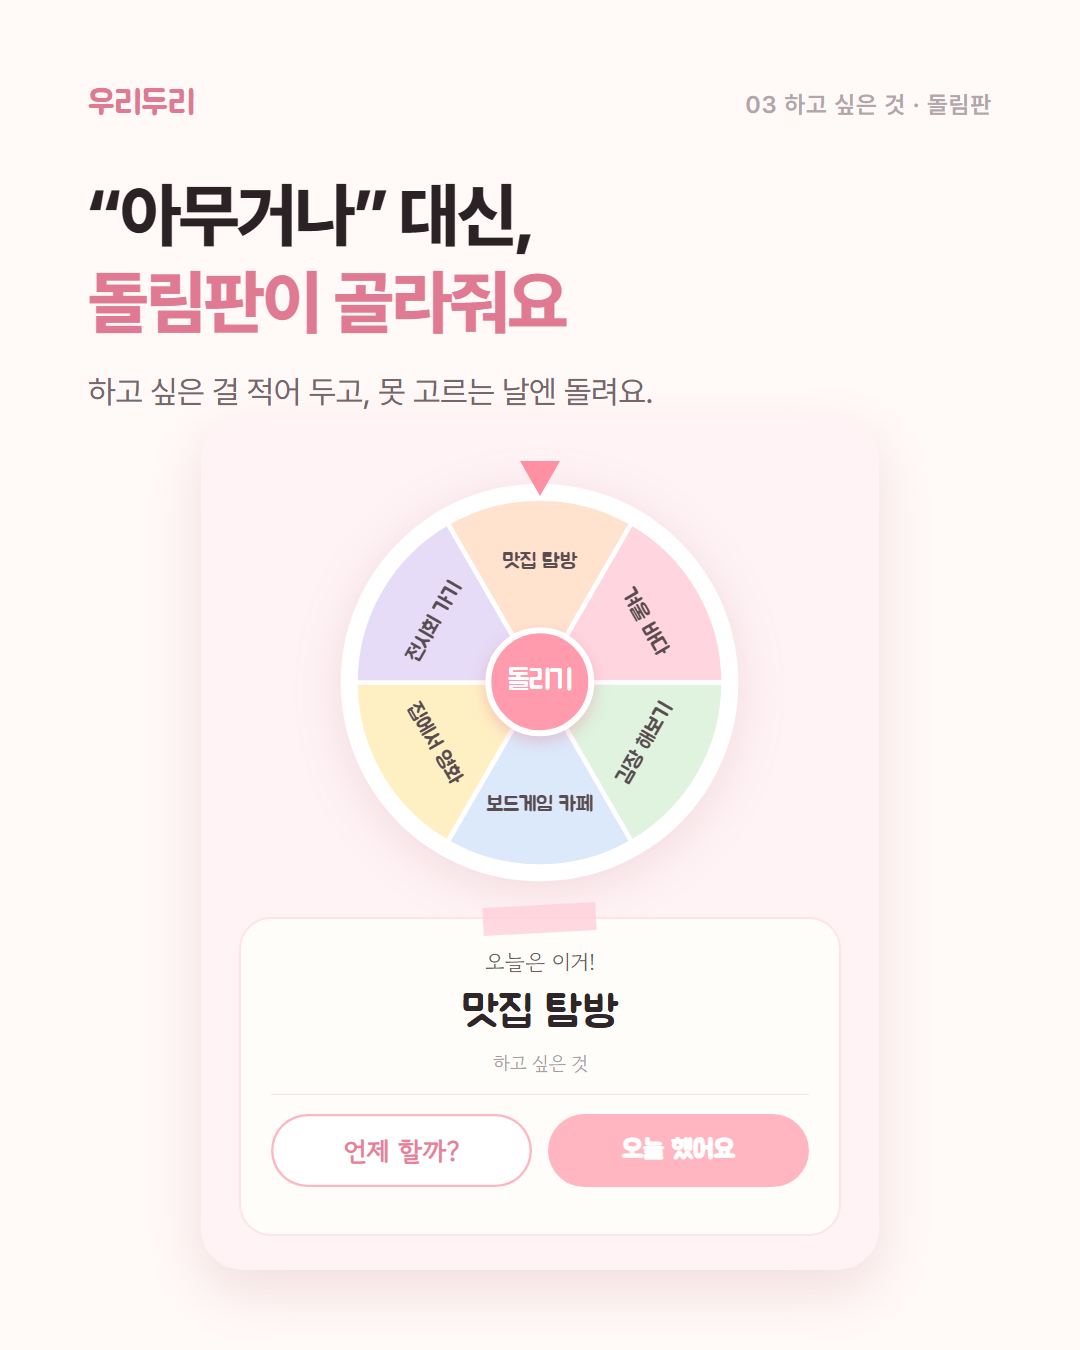 우리두리
03 하고 싶은 것 · 돌림판
“아무거나” 대신,
돌림판이 골라줘요
하고 싶은 걸 적어 두고, 못 고르는 날엔 돌려요.
맛집 탐방
전시회 가기
겨울 바다
돌리기
집에서 영화
김장 해보기
보드게임 카페
오늘은 이거!
맛집 탐방
하고 싶은 것
언제 할까?
오늘 했어요